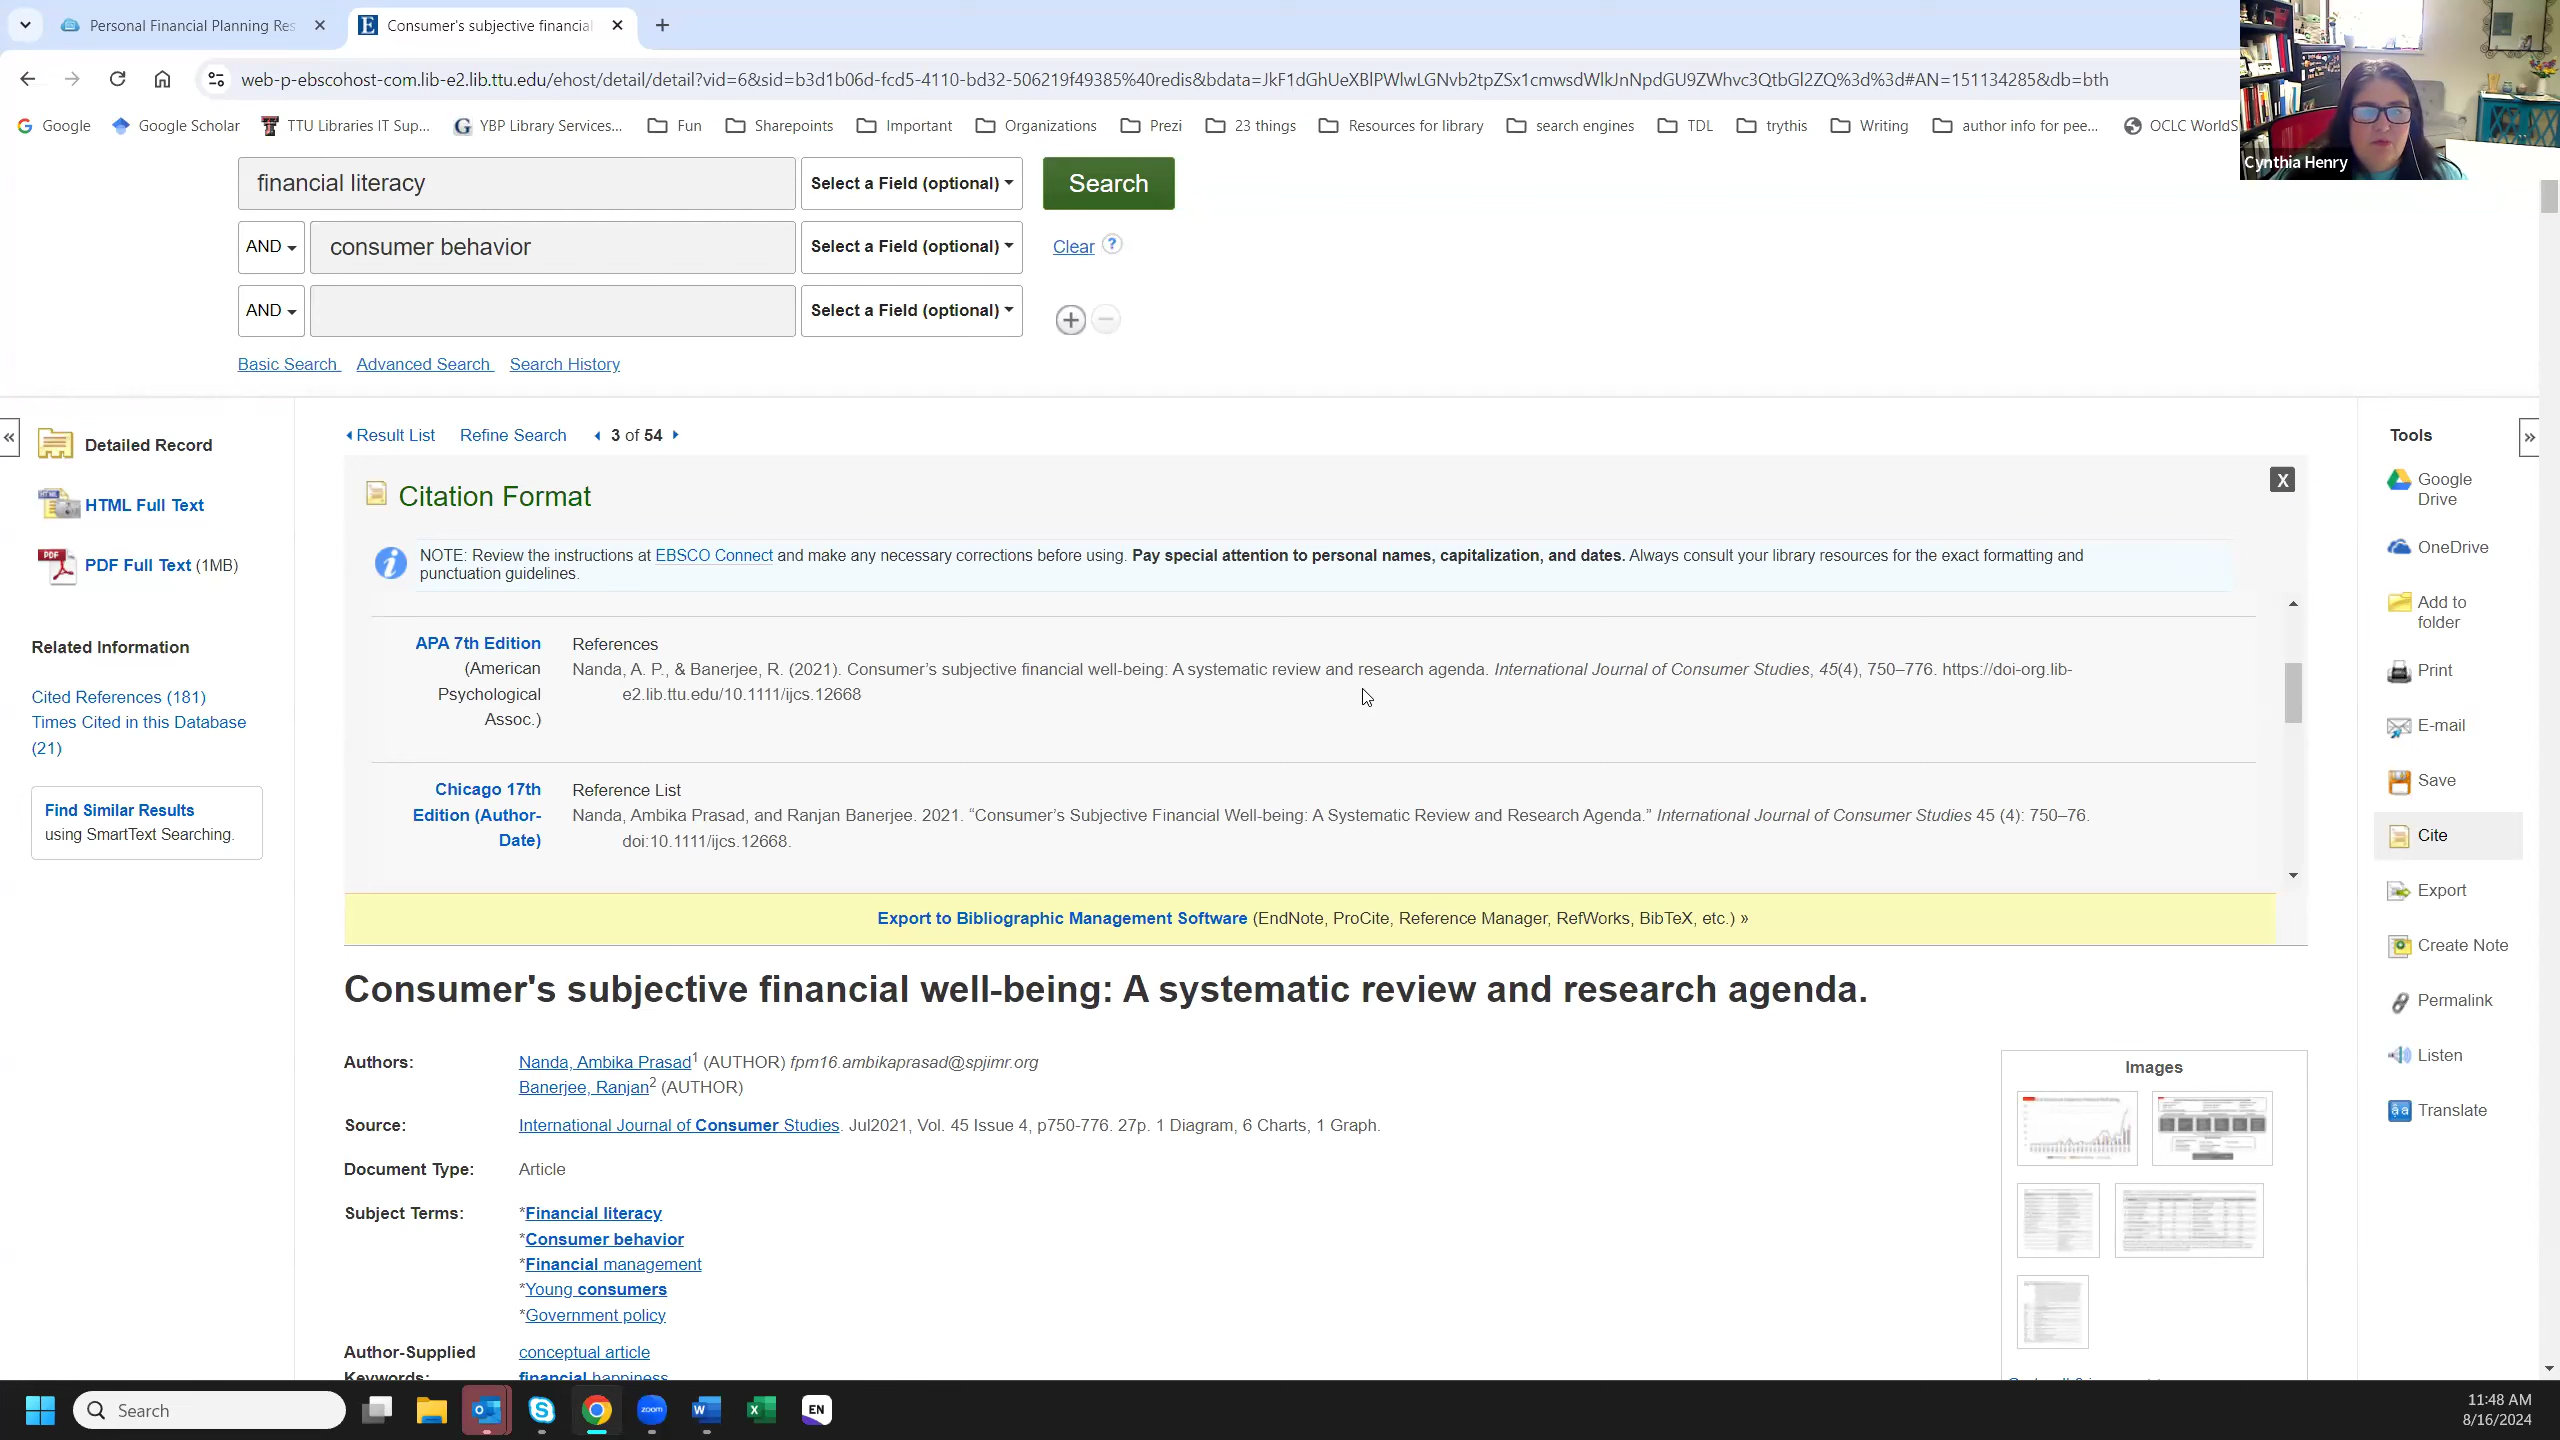 Personal Financial Planning Res
Consumer's subjective financial
web-p-ebscohost-com.lib-e2.lib.ttu.edu/ehost/detail/detail?vid=6&sid=b3d1b06d-fcd5-4110-bd32-506219f49385%40redis&bdata=JkF1dGhUeXBlPWlwLGNvb2tpZSx1cmwsdWlkJnNpdGU9ZWhvc3QtbGl2ZQ%3d%3d#AN=151134285&db=bth
Google
Google Scholar
TTU Libraries IT Sup...
YBP Library Services...
Fun
Sharepoints
Important
Organizations
Prezi
23 things
Resources for library
search engines
TDL
trythis
Writing
author info for pee...
OCLC WorldS
Cynthia Henry
financial literacy
Select a Field (optional)
Search
AND
consumer behavior
Select a Field (optional)
Clear
?
AND
Select a Field (optional)
Basic Search
Advanced Search
Search History
Detailed Record
HTML Full Text
PDF Full Text (1MB)
Related Information
Cited References (181)
Times Cited in this Database
(21)
Find Similar Results
using SmartText Searching.
Result List
Refine Search
3 of 54
Citation Format
X
NOTE: Review the instructions at EBSCO Connect and make any necessary corrections before using. Pay special attention to personal names, capitalization, and dates. Always consult your library resources for the exact formatting and
punctuation guidelines.
APA 7th Edition
(American
Psychological
Assoc.)
References
Nanda, A. P., & Banerjee, R. (2021). Consumer’s subjective financial well-being: A systematic review and research agenda. International Journal of Consumer Studies, 45(4), 750–776. https://doi-org.lib-
e2.lib.ttu.edu/10.1111/ijcs.12668
Chicago 17th
Edition (Author-
Date)
Reference List
Nanda, Ambika Prasad, and Ranjan Banerjee. 2021. “Consumer’s Subjective Financial Well-being: A Systematic Review and Research Agenda.” International Journal of Consumer Studies 45 (4): 750–76.
doi:10.1111/ijcs.12668.
Export to Bibliographic Management Software (EndNote, ProCite, Reference Manager, RefWorks, BibTeX, etc.) »
Consumer's subjective financial well-being: A systematic review and research agenda.
Authors:
Nanda, Ambika Prasad1 (AUTHOR) fpm16.ambikaprasad@spjimr.org
Banerjee, Ranjan2 (AUTHOR)
Source:
International Journal of Consumer Studies. Jul2021, Vol. 45 Issue 4, p750-776. 27p. 1 Diagram, 6 Charts, 1 Graph.
Document Type:
Article
Subject Terms:
*Financial literacy
*Consumer behavior
*Financial management
*Young consumers
*Government policy
Author-Supplied
Keywords:
conceptual article
financial happiness
Images
Tools
Google
Drive
OneDrive
Add to
folder
Print
E-mail
Save
Cite
Export
Create Note
Permalink
Listen
Translate
Search
zoom
EN
11:48 AM
8/16/2024